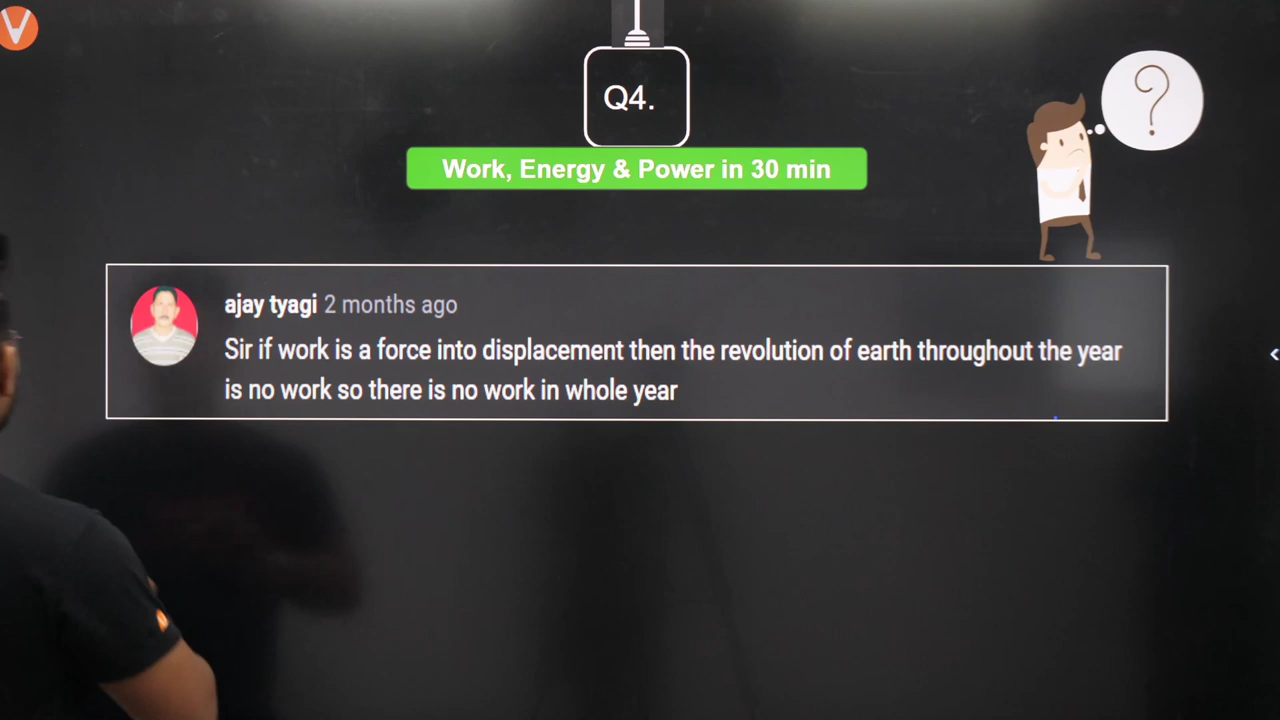 Q4.
Work, Energy & Power in 30 min
?
ajay tyagi 2 months ago
Sir if work is a force into displacement then the revolution of earth throughout the year
is no work so there is no work in whole year